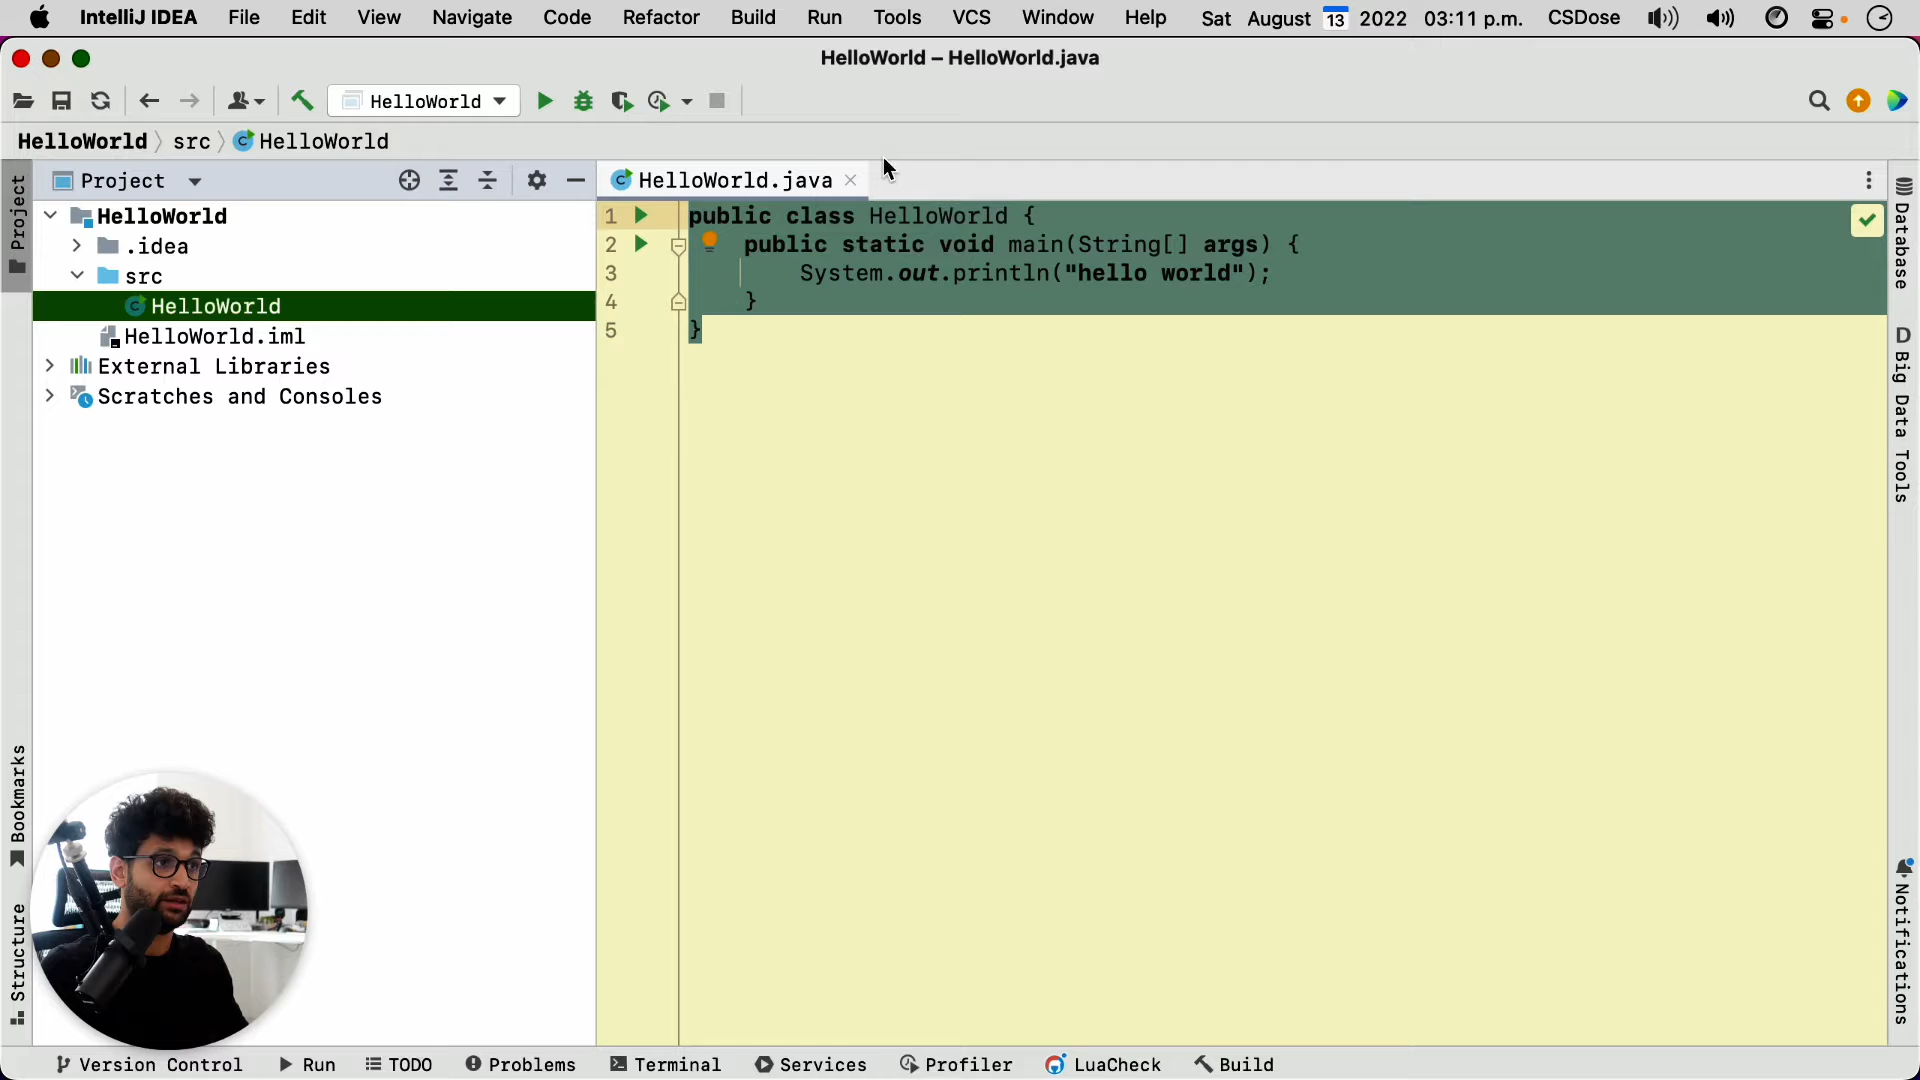 IntelliJ IDEA File Edit View Navigate Code Refactor Build Run Tools VCS Window Help Sat August 13 2022 03:11 p.m. CSDose
HelloWorld – HelloWorld.java
HelloWorld
HelloWorld src HelloWorld
Project
Project
HelloWorld.java
HelloWorld
.idea
src
HelloWorld
HelloWorld.iml
External Libraries
Scratches and Consoles
1 public class HelloWorld {
2 public static void main(String[] args) {
3 System.out.println("hello world");
4 }
5 }
Database
D Big Data Tools
Notifications
Bookmarks
Structure
Version Control Run TODO Problems Terminal Services Profiler LuaCheck Build